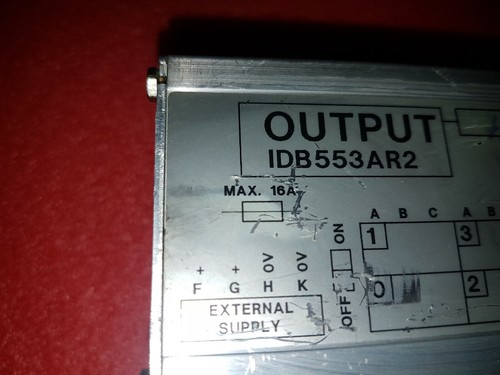 OUTPUT
IDB553AR2
MAX. 16A
A B C A B
1 3
ON
OFF
0 2
+ + 0V 0V
F G H K
EXTERNAL
SUPPLY